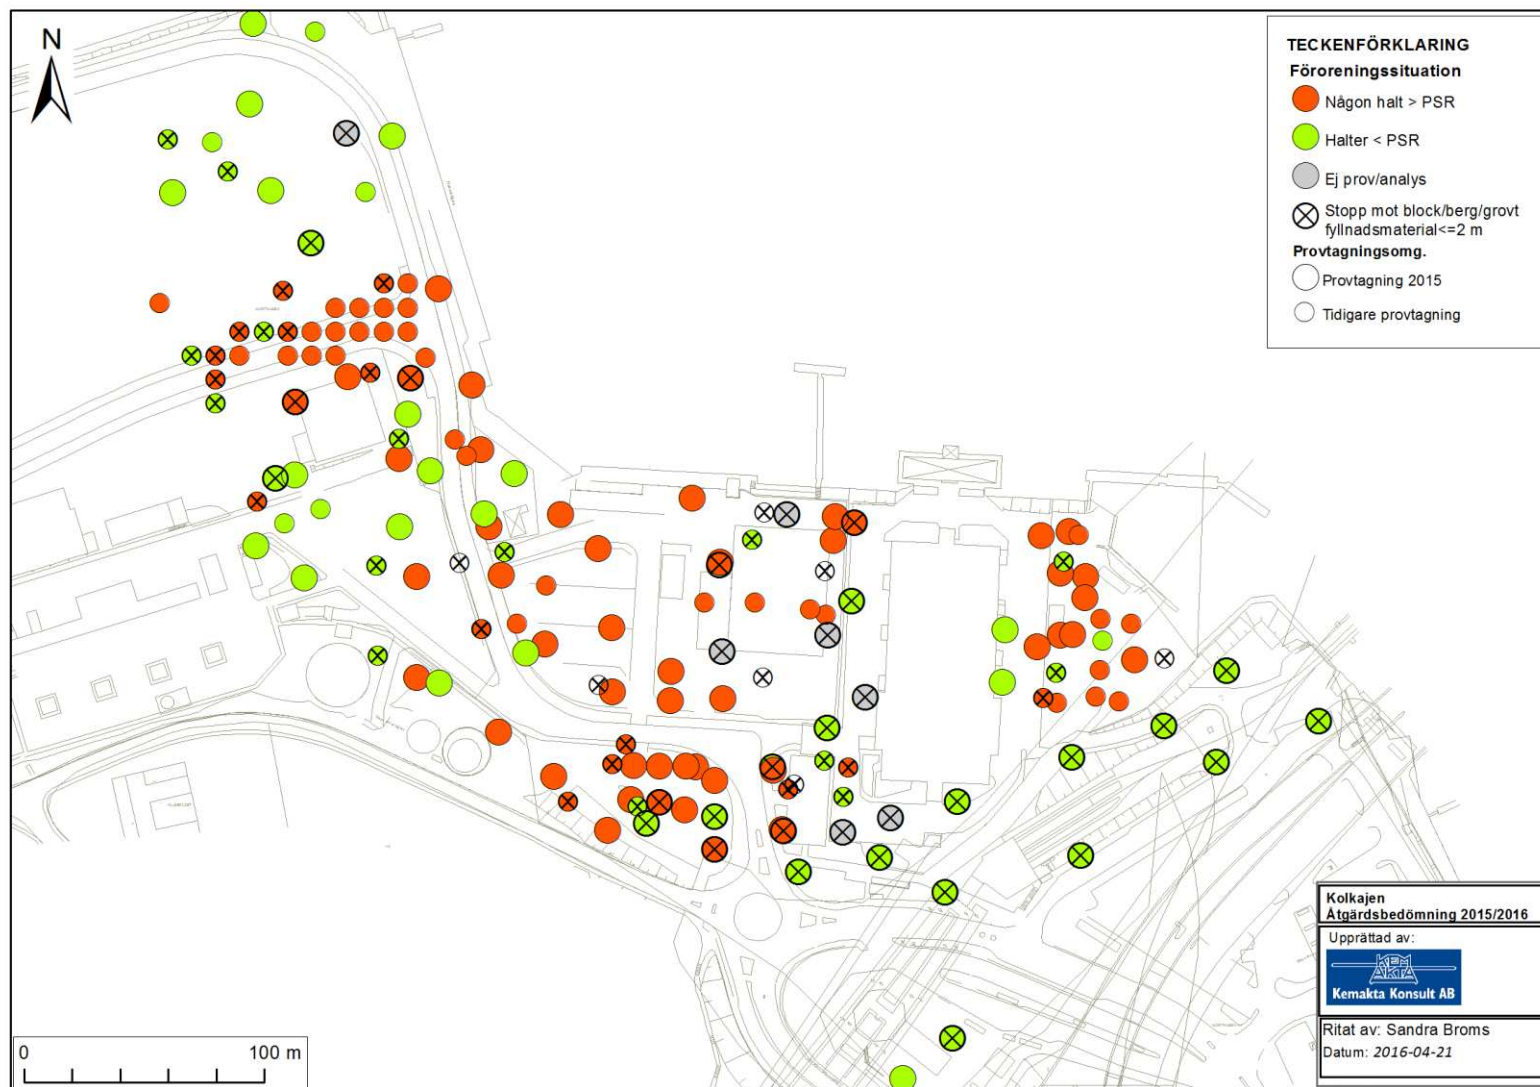 N
TECKENFÖRKLARING
Föroreningssituation
Någon halt > PSR
Halter < PSR
Ej prov/analys
Stopp mot block/berg/grovt
fyllnadsmaterial<=2 m
Provtagningsomg.
Provtagning 2015
Tidigare provtagning
Kolkajen
Åtgärdsbedömning 2015/2016
Upprättad av:
KEM
AKTA
Kemakta Konsult AB
Ritat av: Sandra Broms
Datum: 2016-04-21
0 100 m